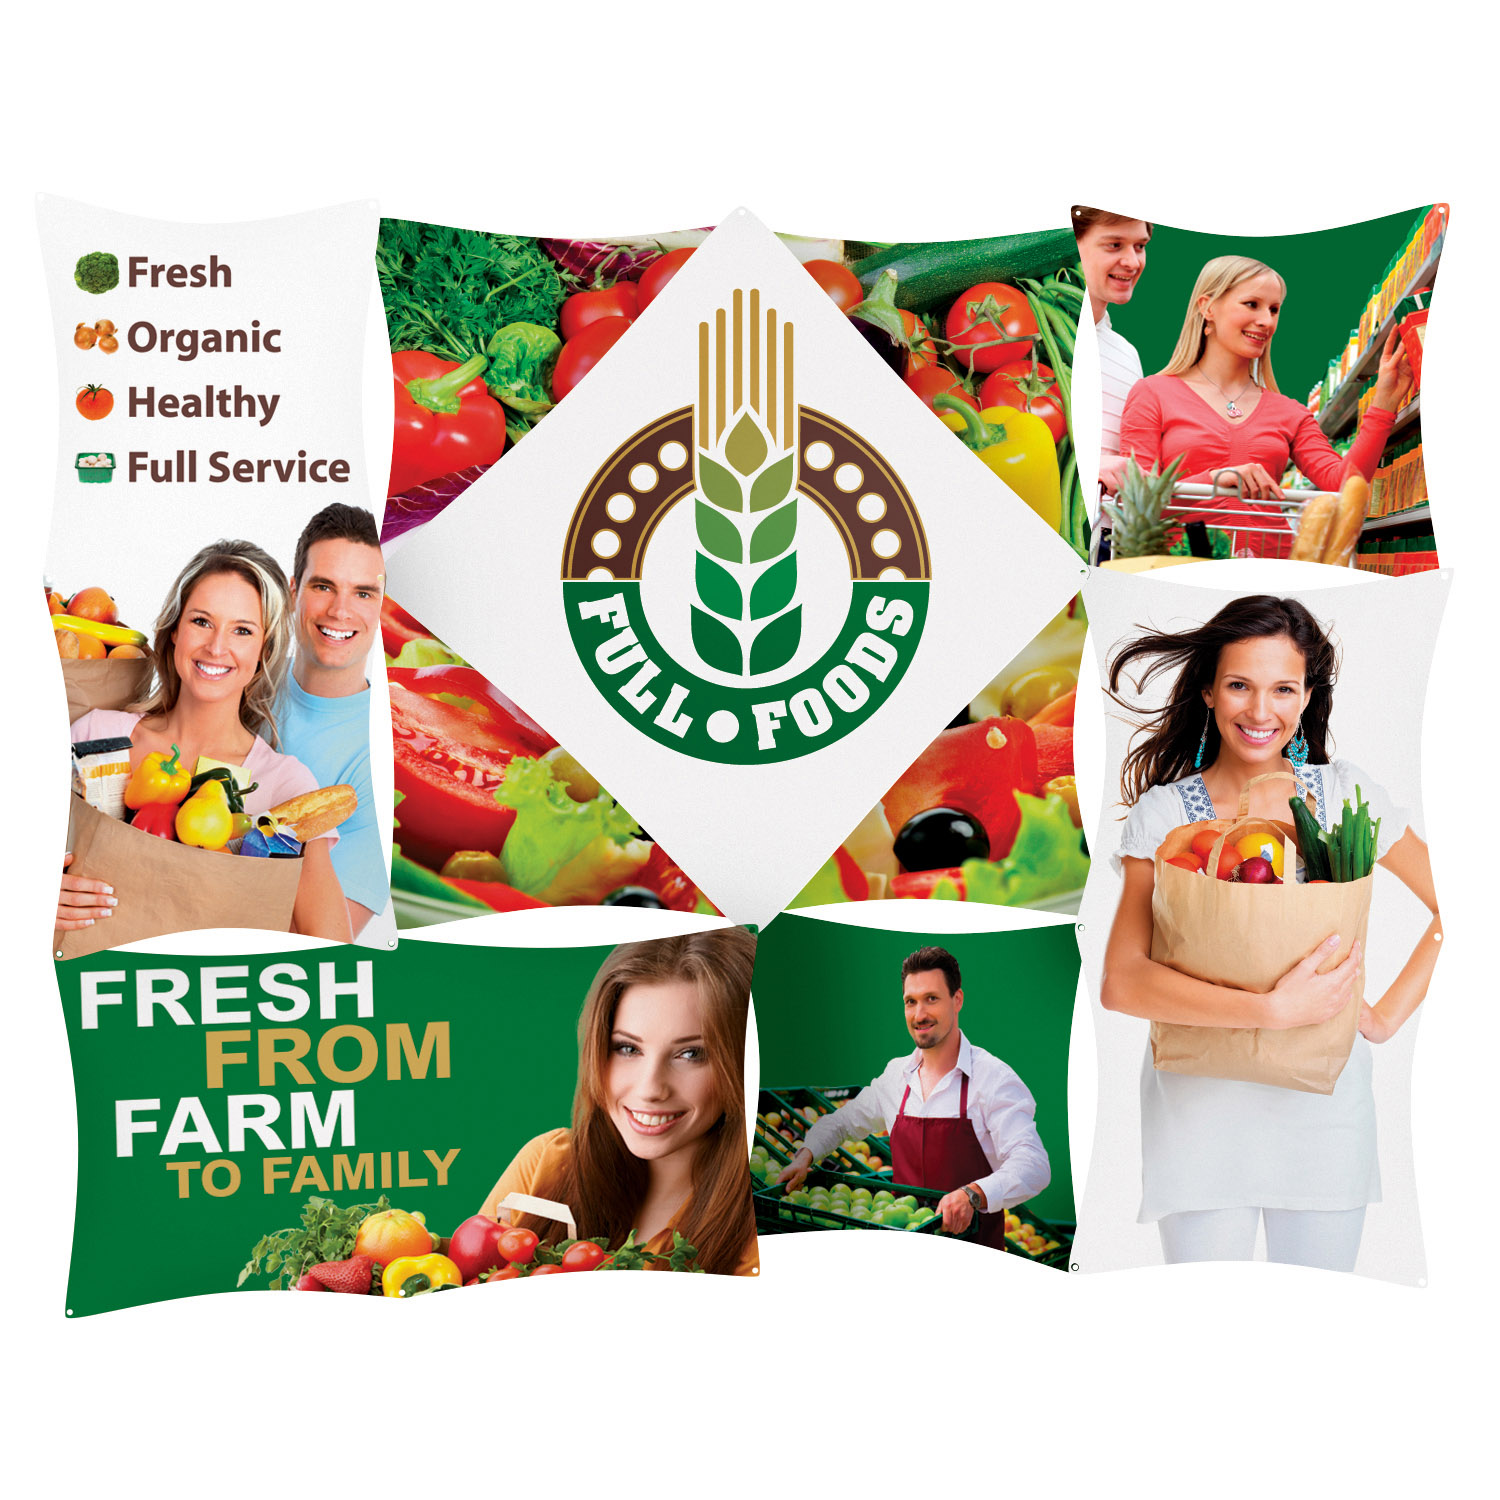 Fresh
Organic
Healthy
Full Service
FULL • FOODS
FRESH
FROM
FARM
TO FAMILY